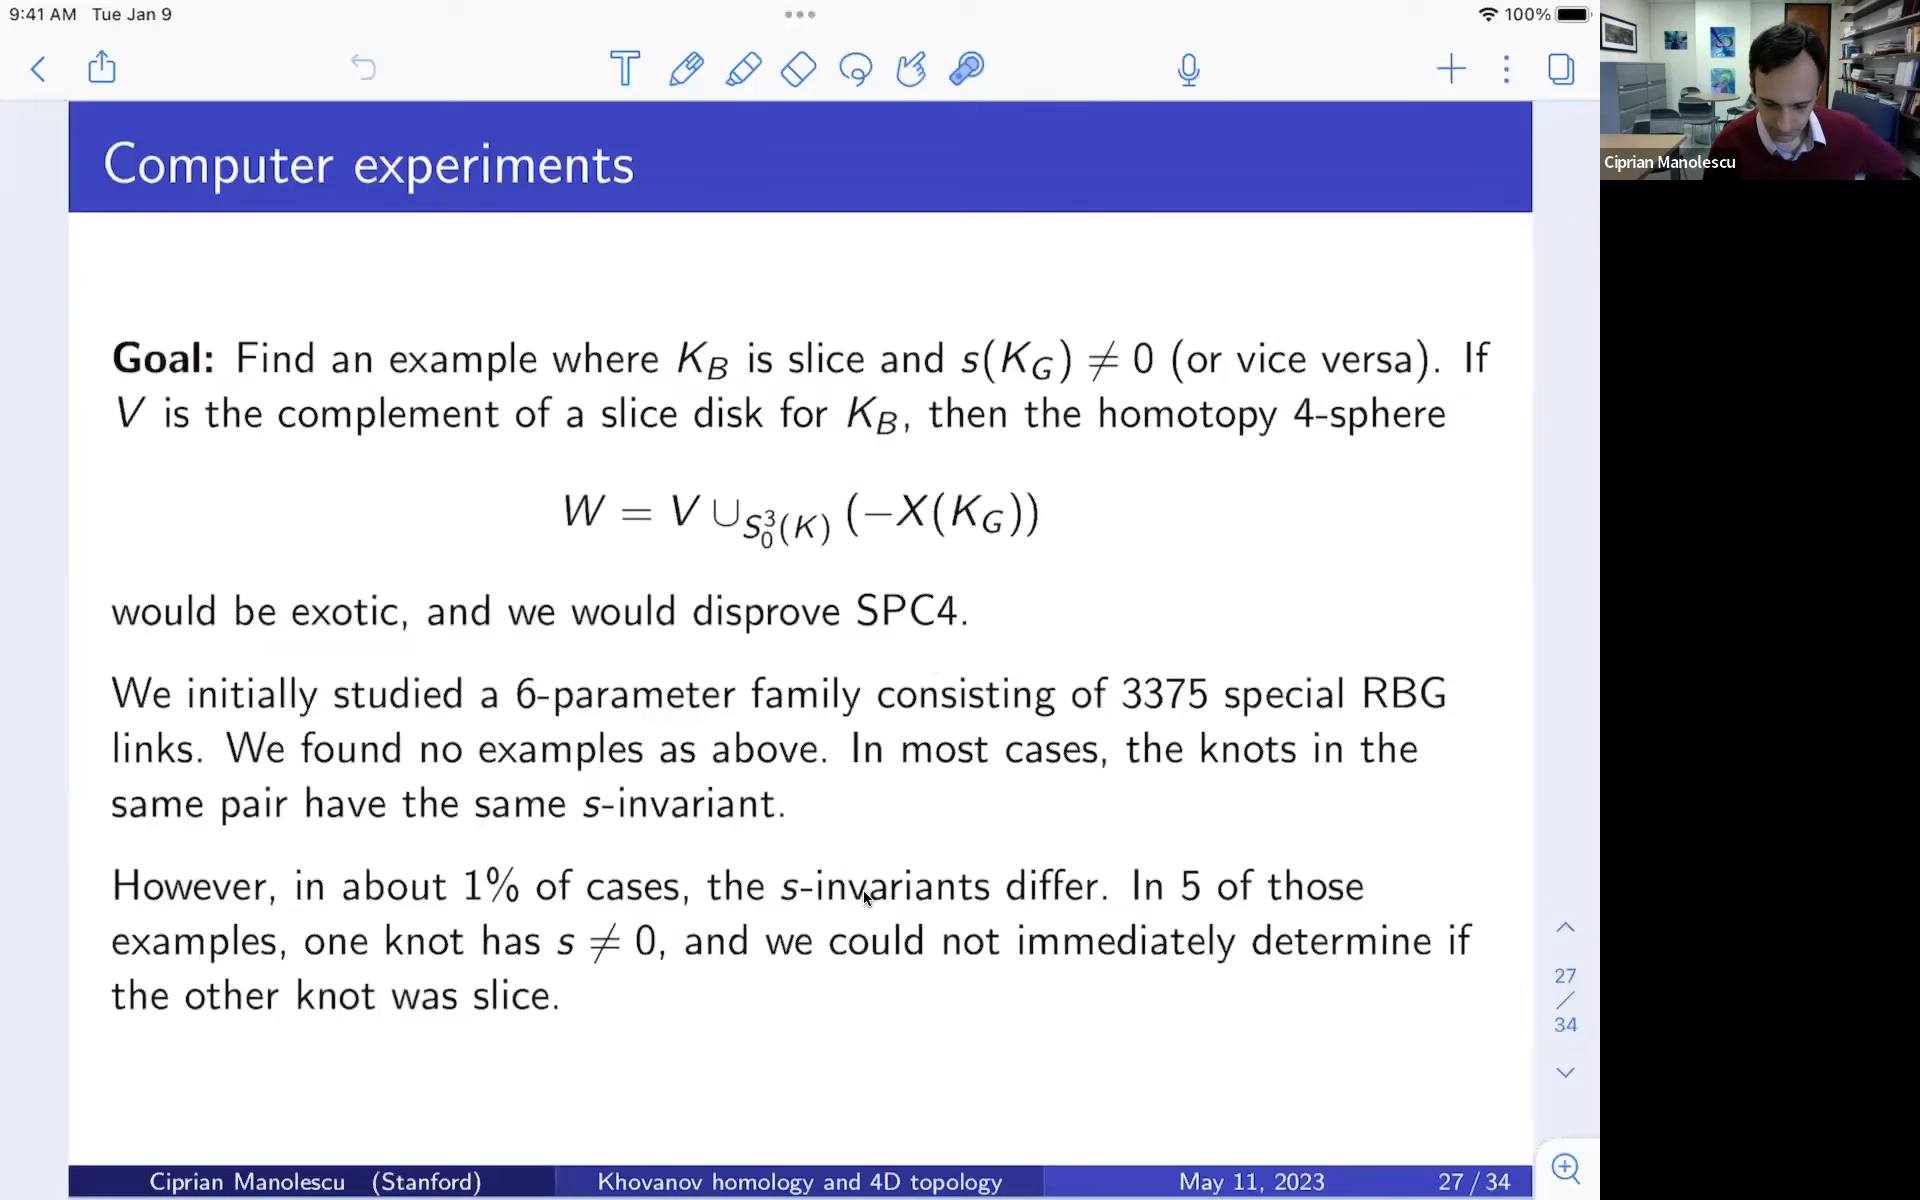 9:41 AM Tue Jan 9
100%
Computer experiments
Goal: Find an example where K_B is slice and s(K_G) ≠ 0 (or vice versa). If
V is the complement of a slice disk for K_B, then the homotopy 4-sphere
W = V ∪_{S^3_0(K)} (−X(K_G))
would be exotic, and we would disprove SPC4.
We initially studied a 6-parameter family consisting of 3375 special RBG
links. We found no examples as above. In most cases, the knots in the
same pair have the same s-invariant.
However, in about 1% of cases, the s-invariants differ. In 5 of those
examples, one knot has s ≠ 0, and we could not immediately determine if
the other knot was slice.
27
/
34
Ciprian Manolescu (Stanford) Khovanov homology and 4D topology May 11, 2023 27 / 34
Ciprian Manolescu